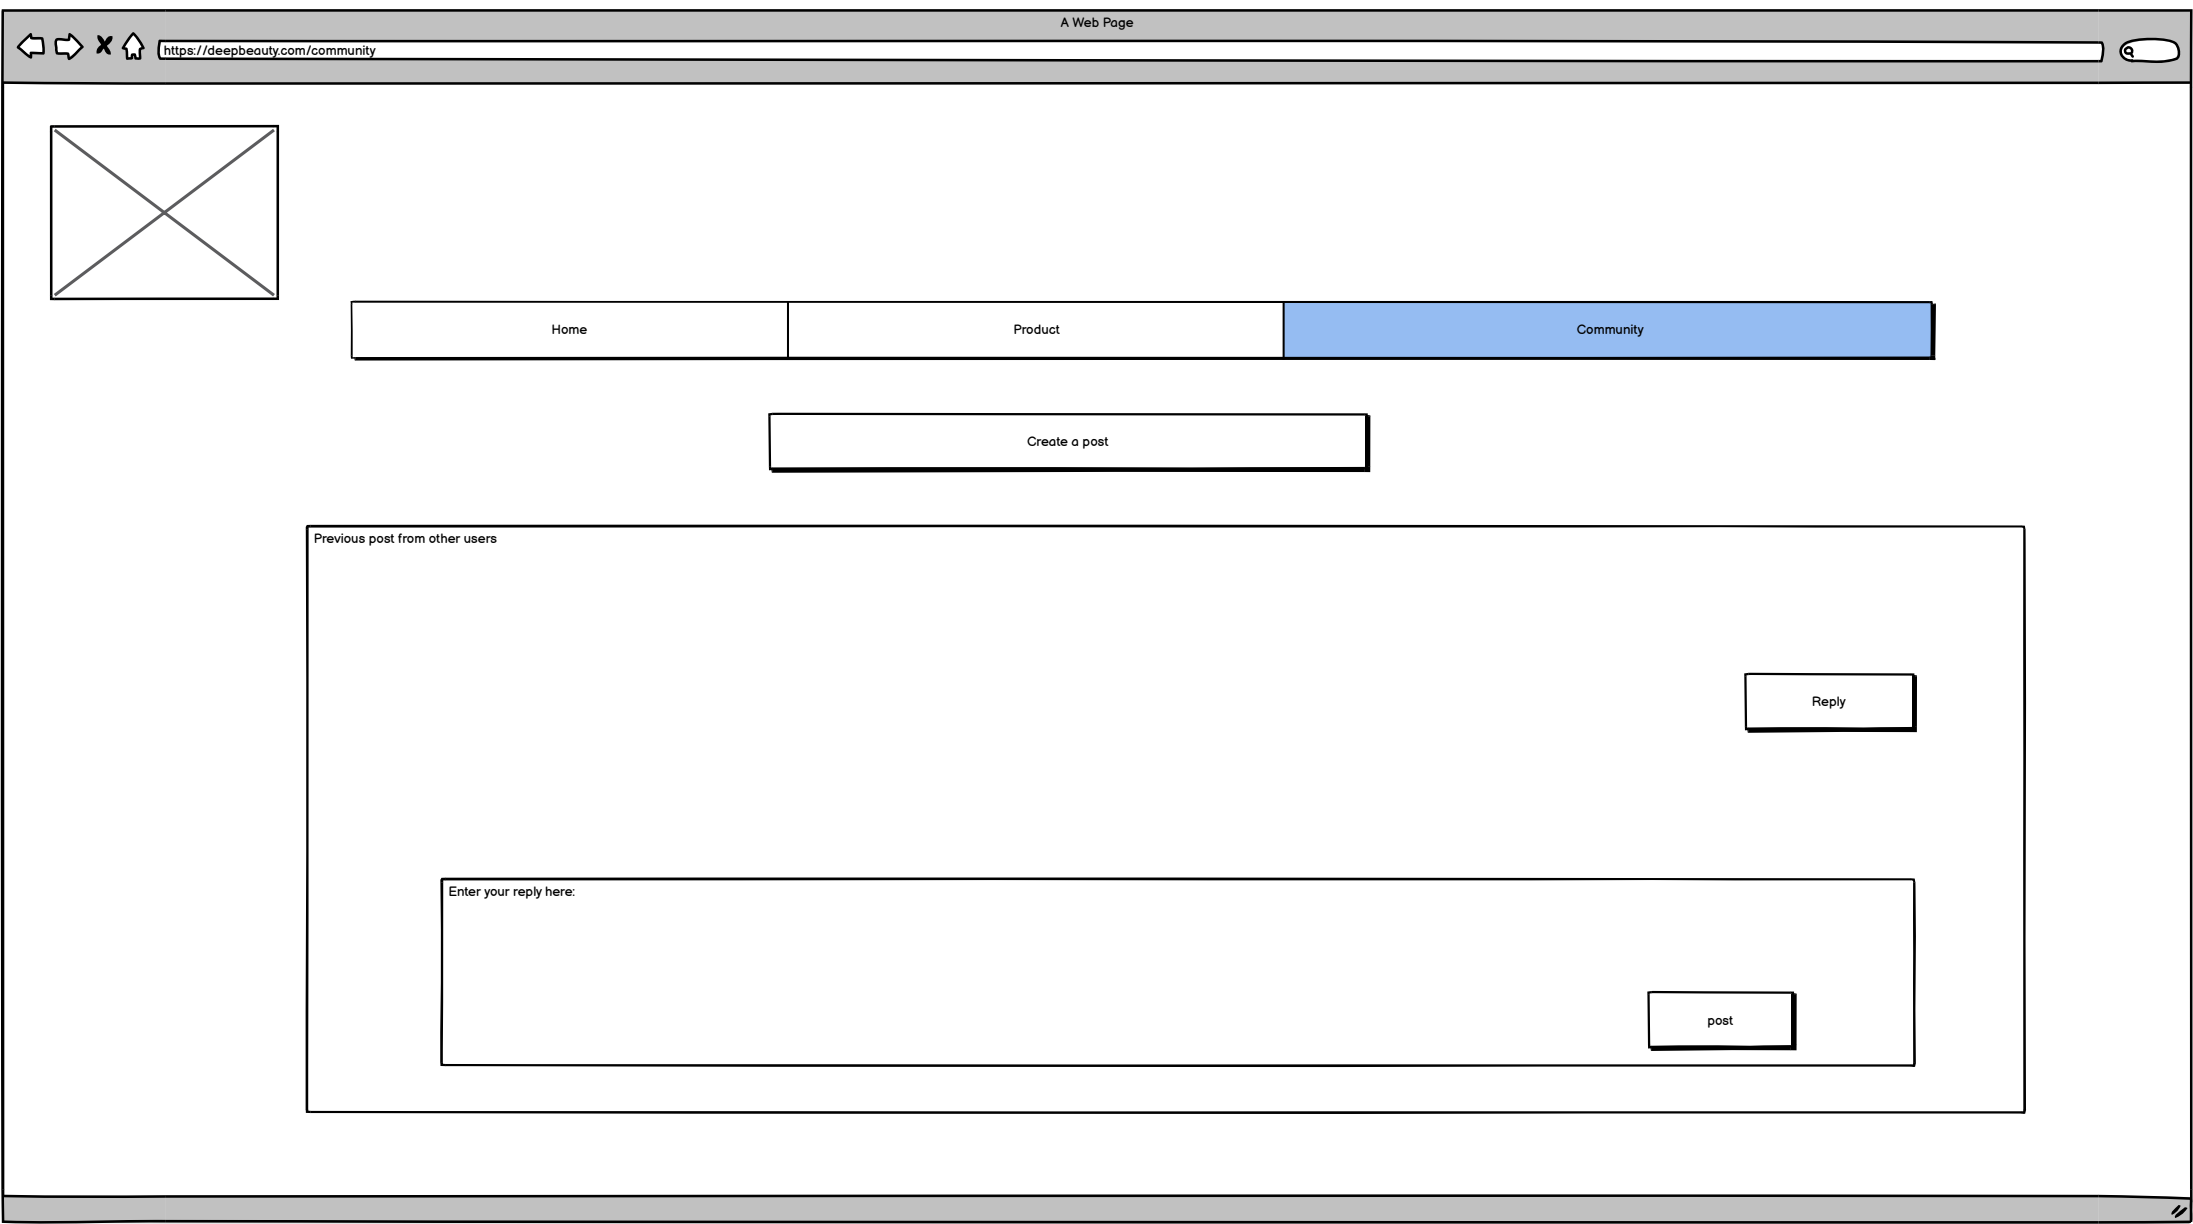 A Web Page
https://deepbeauty.com/community
Home
Product
Community
Create a post
Previous post from other users
Reply
Enter your reply here:
post